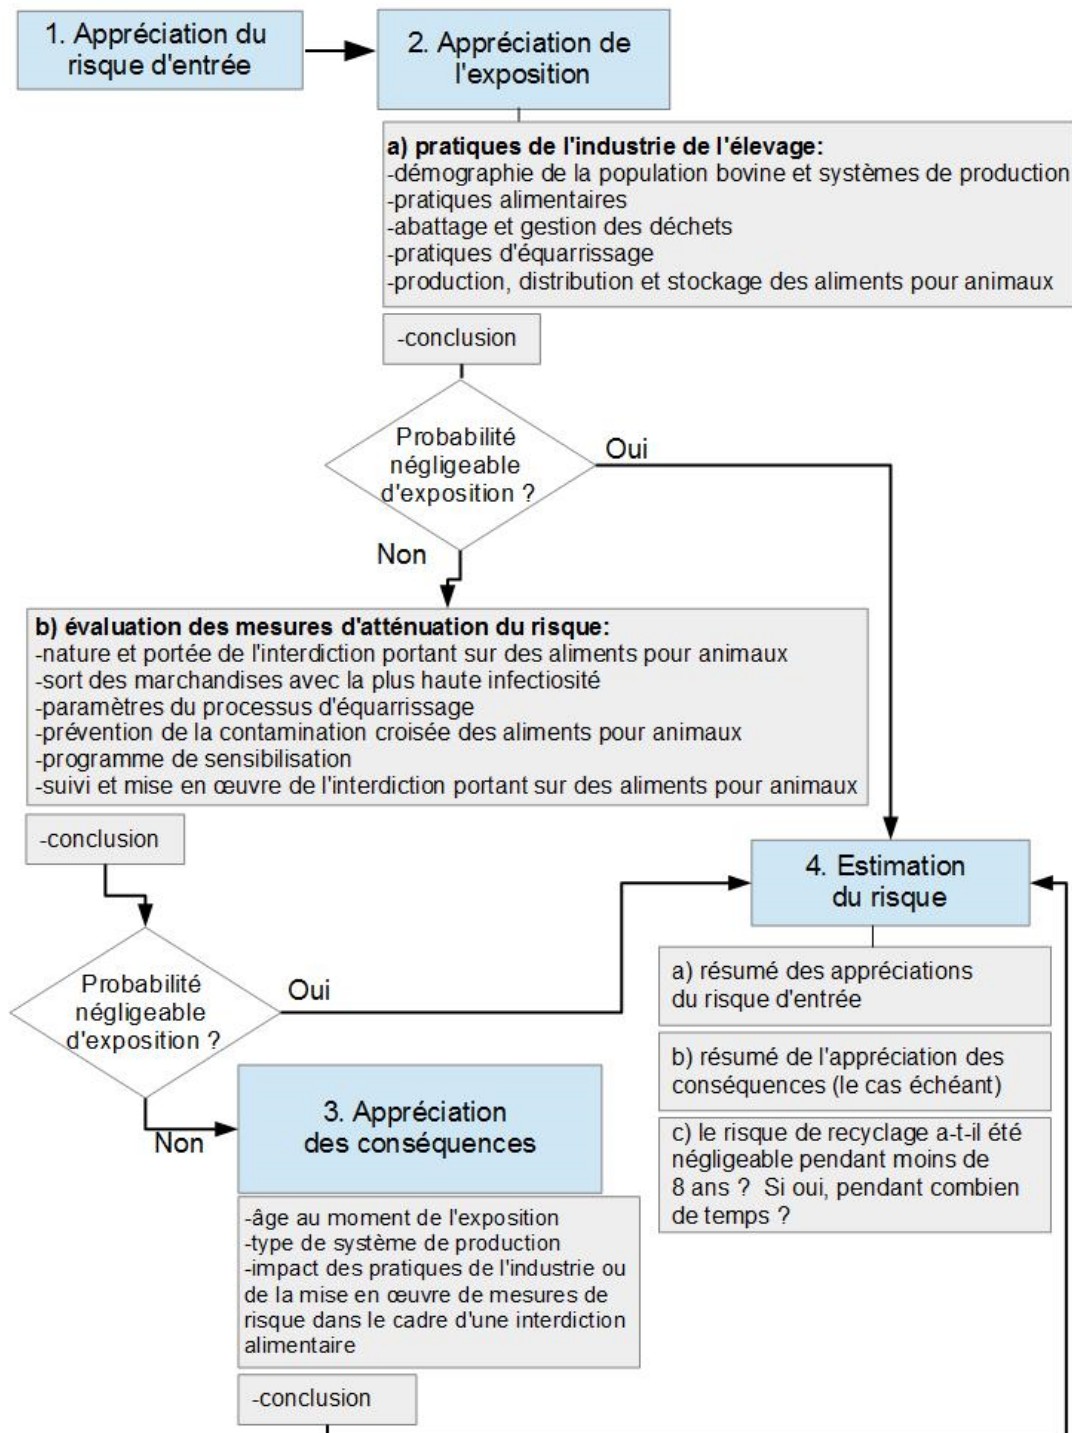 1. Appréciation du
risque d'entrée
2. Appréciation de
l'exposition
a) pratiques de l'industrie de l'élevage:
-démographie de la population bovine et systèmes de production
-pratiques alimentaires
-abattage et gestion des déchets
-pratiques d'équarrissage
-production, distribution et stockage des aliments pour animaux
-conclusion
Probabilité
négligeable
d'exposition ?
Oui
Non
b) évaluation des mesures d'atténuation du risque:
-nature et portée de l'interdiction portant sur des aliments pour animaux
-sort des marchandises avec la plus haute infectiosité
-paramètres du processus d'équarrissage
-prévention de la contamination croisée des aliments pour animaux
-programme de sensibilisation
-suivi et mise en œuvre de l'interdiction portant sur des aliments pour animaux
-conclusion
Probabilité
négligeable
d'exposition ?
Oui
Non
3. Appréciation
des conséquences
-âge au moment de l'exposition
-type de système de production
-impact des pratiques de l'industrie ou
de la mise en œuvre de mesures de
risque dans le cadre d'une interdiction
alimentaire
-conclusion
4. Estimation
du risque
a) résumé des appréciations
du risque d'entrée
b) résumé de l'appréciation des
conséquences (le cas échéant)
c) le risque de recyclage a-t-il été
négligeable pendant moins de
8 ans ? Si oui, pendant combien
de temps ?